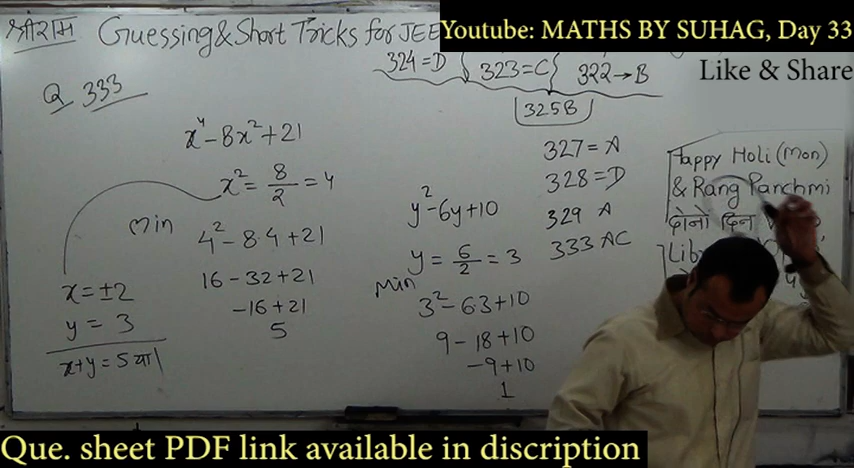 श्रीराम Guessing & Short Tricks for JEE
Youtube: MATHS BY SUHAG, Day 33
Like & Share
324=D
323=C
322→B
325B
Q 333
x⁴-8x²+21
x²= 8/2 =4
Min
4²-8·4+21
16-32+21
-16+21
5
x=±2
y=3
x+y=5 या 1
y²-6y+10
y=6/2=3
Min
3²-63+10
9-18+10
-9+10
1
327=A
328=D
329 A
333 AC
Happy Holi (Mon)
& Rang Panchmi
दोनो दिन
Que. sheet PDF link available in discription